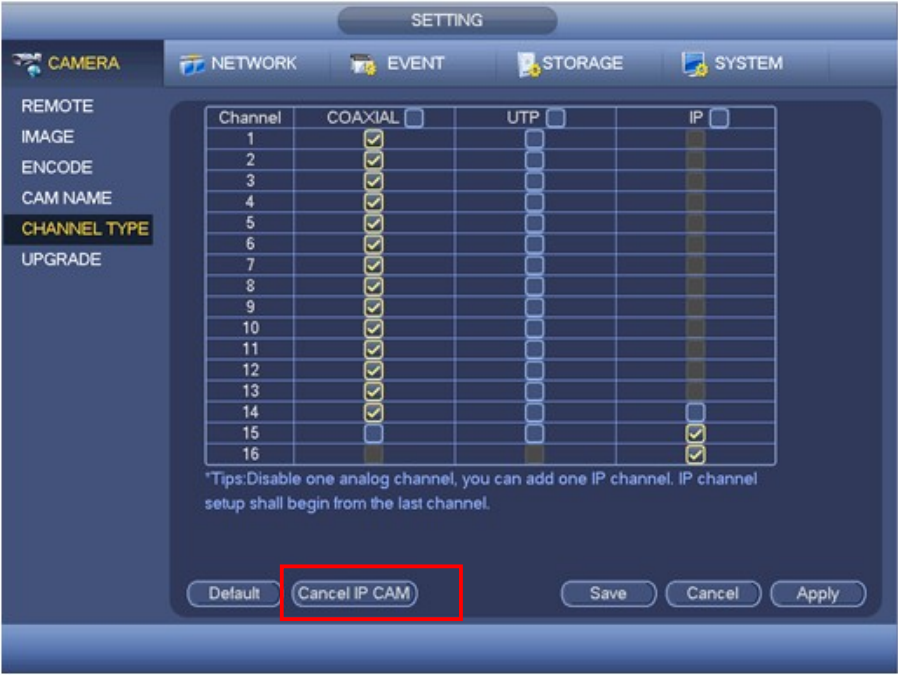 SETTING
CAMERA NETWORK EVENT STORAGE SYSTEM
REMOTE
IMAGE
ENCODE
CAM NAME
CHANNEL TYPE
UPGRADE
Channel COAXIAL UTP IP
1
2
3
4
5
6
7
8
9
10
11
12
13
14
15
16
*Tips:Disable one analog channel, you can add one IP channel. IP channel
setup shall begin from the last channel.
Default Cancel IP CAM Save Cancel Apply